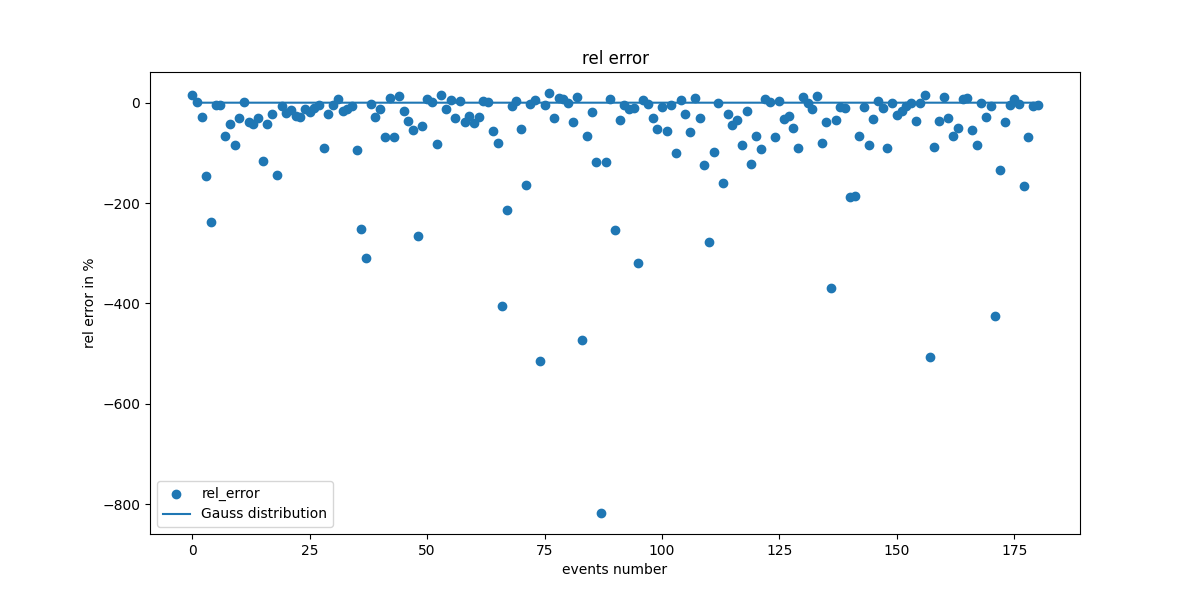 rel error
rel error in %
0
−200
−400
−600
−800
rel_error
Gauss distribution
0 25 50 75 100 125 150 175
events number